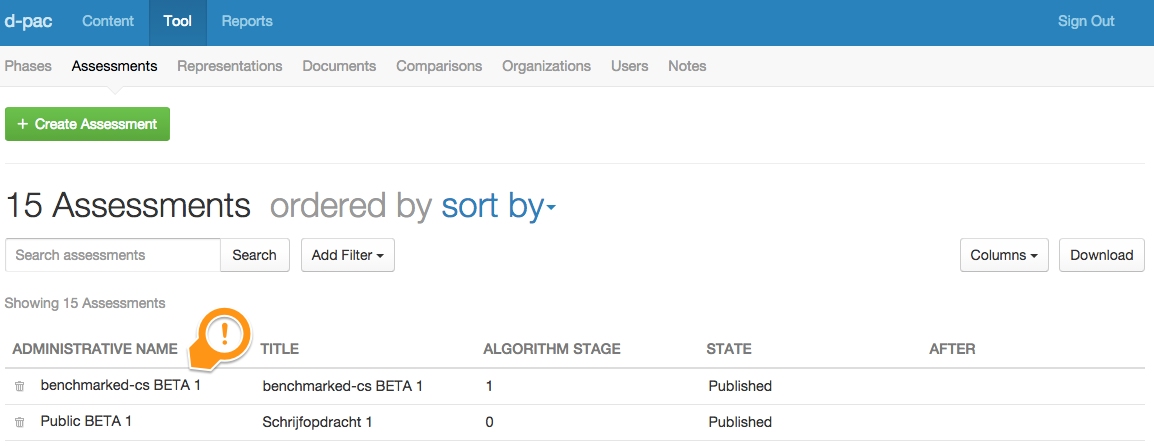 d-pac Content Tool Reports Sign Out
Phases Assessments Representations Documents Comparisons Organizations Users Notes
+ Create Assessment
15 Assessments ordered by sort by
Search assessments Search Add Filter Columns Download
Showing 15 Assessments
!
ADMINISTRATIVE NAME TITLE ALGORITHM STAGE STATE AFTER
benchmarked-cs BETA 1 benchmarked-cs BETA 1 1 Published
Public BETA 1 Schrijfopdracht 1 0 Published